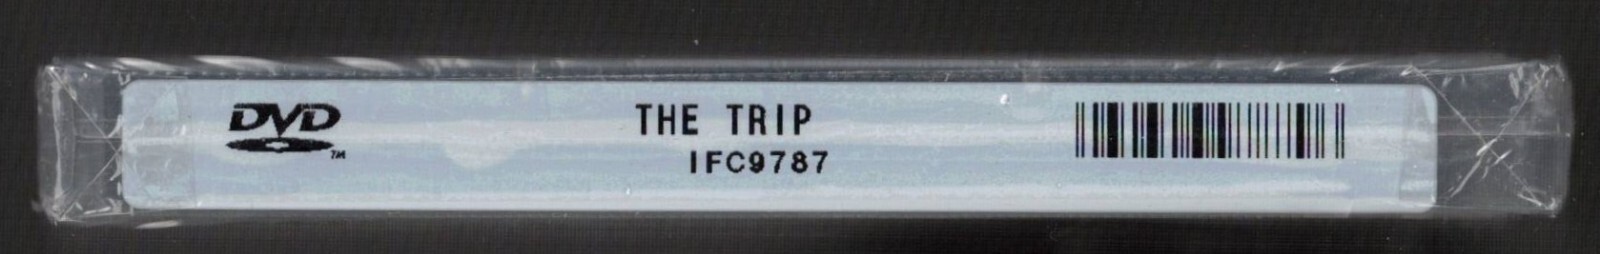 DVD
TM
THE TRIP
IFC9787